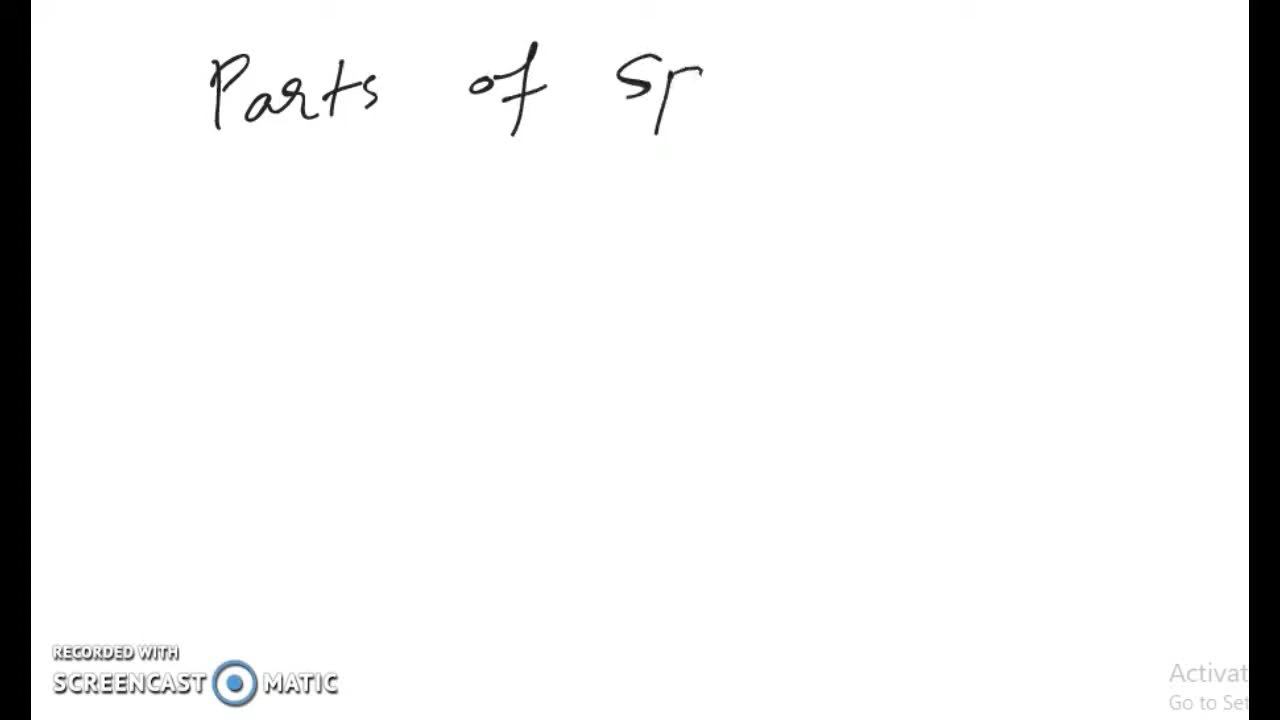 Parts of Sp
RECORDED WITH
SCREENCAST MATIC
Activat
Go to Set